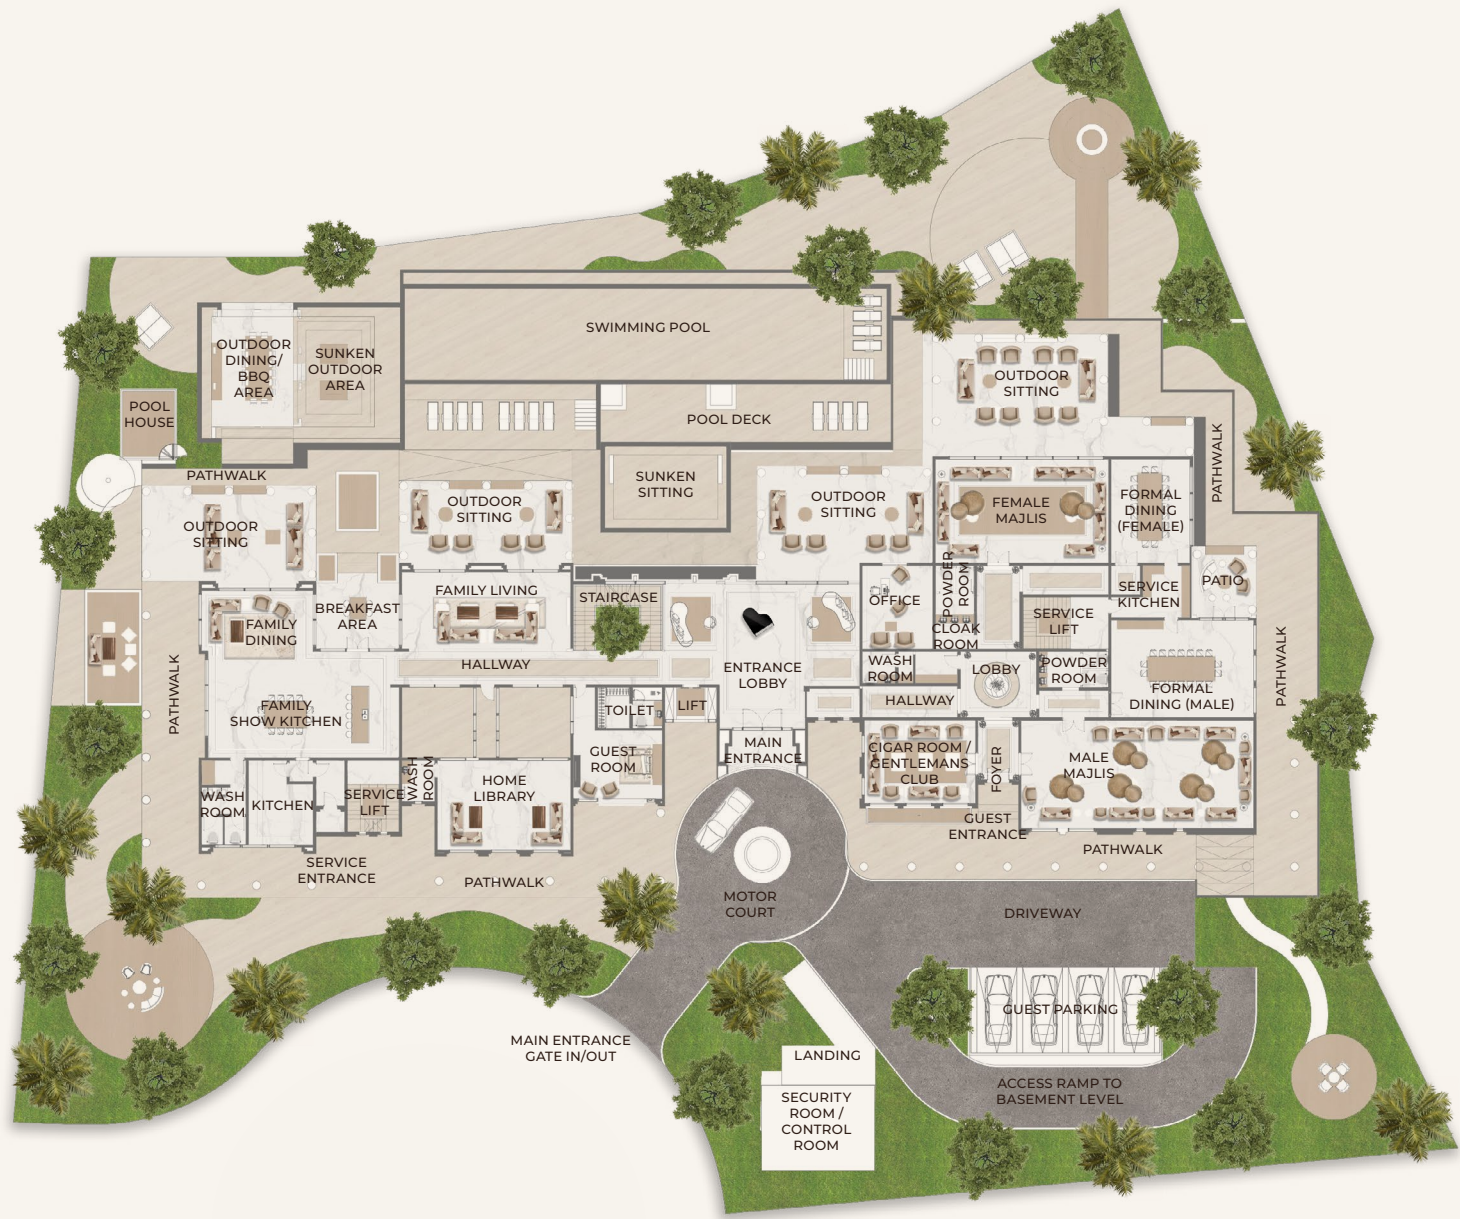 SWIMMING POOL
OUTDOOR
DINING/
BBQ
AREA
SUNKEN
OUTDOOR
AREA
OUTDOOR
SITTING
POOL
HOUSE
POOL DECK
PATHWALK
PATHWALK
SUNKEN
SITTING
OUTDOOR
SITTING
OUTDOOR
SITTING
OUTDOOR
SITTING
FEMALE
MAJLIS
FORMAL
DINING
(FEMALE)
FAMILY LIVING
STAIRCASE
OFFICE
POWDER
ROOM
CLOAK
ROOM
SERVICE
KITCHEN
PATIO
BREAKFAST
AREA
FAMILY
DINING
SERVICE
LIFT
HALLWAY
ENTRANCE
LOBBY
WASH
ROOM
LOBBY
POWDER
ROOM
PATHWALK
PATHWALK
FAMILY
SHOW KITCHEN
TOILET
LIFT
HALLWAY
FORMAL
DINING (MALE)
MAIN
ENTRANCE
GUEST
ROOM
CIGAR ROOM /
GENTLEMANS
CLUB
FOYER
MALE
MAJLIS
WASH
ROOM
KITCHEN
SERVICE
LIFT
WASH
ROOM
HOME
LIBRARY
GUEST
ENTRANCE
PATHWALK
SERVICE
ENTRANCE
PATHWALK
MOTOR
COURT
DRIVEWAY
GUEST PARKING
MAIN ENTRANCE
GATE IN/OUT
LANDING
ACCESS RAMP TO
BASEMENT LEVEL
SECURITY
ROOM /
CONTROL
ROOM